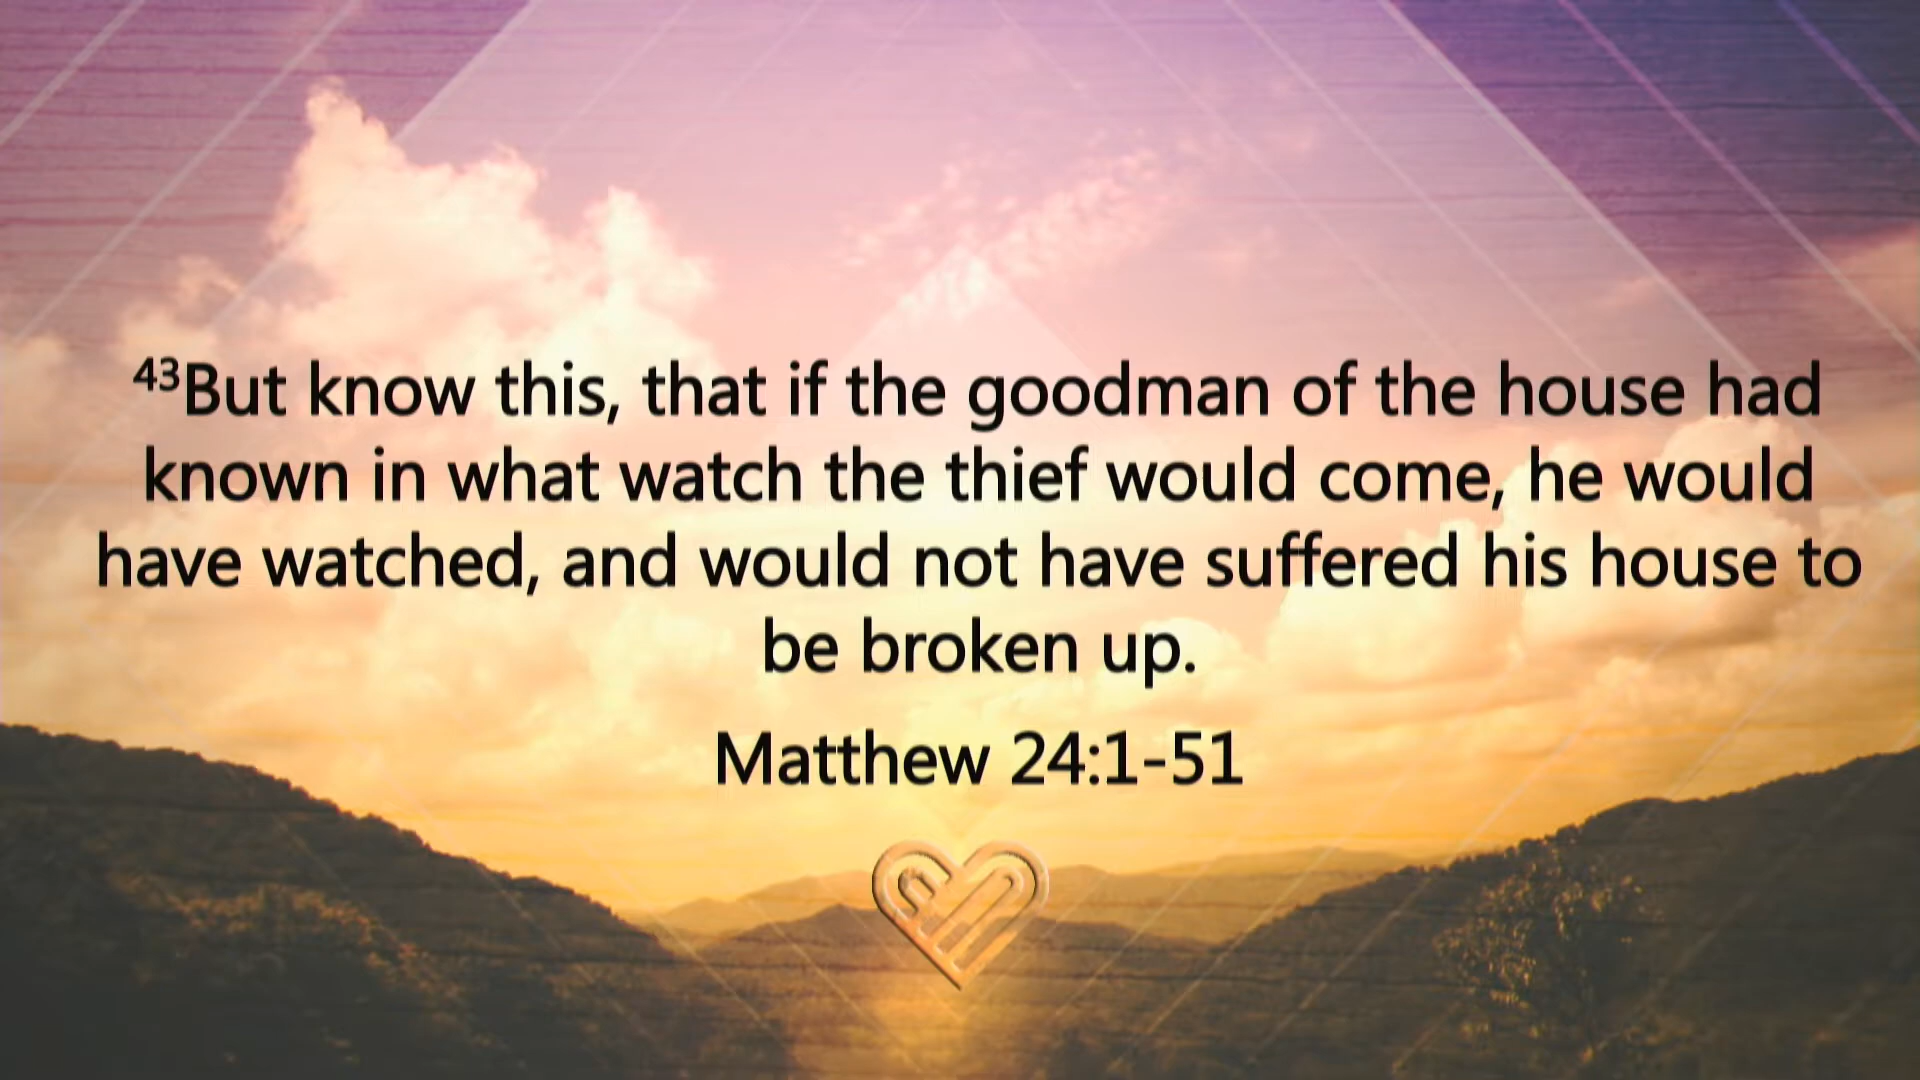 ⁴³But know this, that if the goodman of the house had
known in what watch the thief would come, he would
have watched, and would not have suffered his house to
be broken up.
Matthew 24:1-51